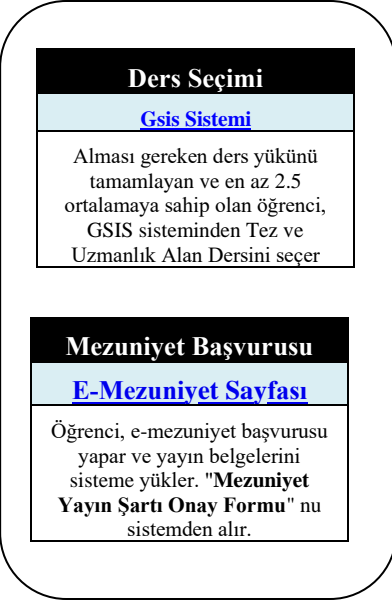 Ders Seçimi
Gsis Sistemi
Alması gereken ders yükünü
tamamlayan ve en az 2.5
ortalamaya sahip olan öğrenci,
GSIS sisteminden Tez ve
Uzmanlık Alan Dersini seçer
Mezuniyet Başvurusu
E-Mezuniyet Sayfası
Öğrenci, e-mezuniyet başvurusu
yapar ve yayın belgelerini
sisteme yükler. "Mezuniyet
Yayın Şartı Onay Formu" nu
sistemden alır.